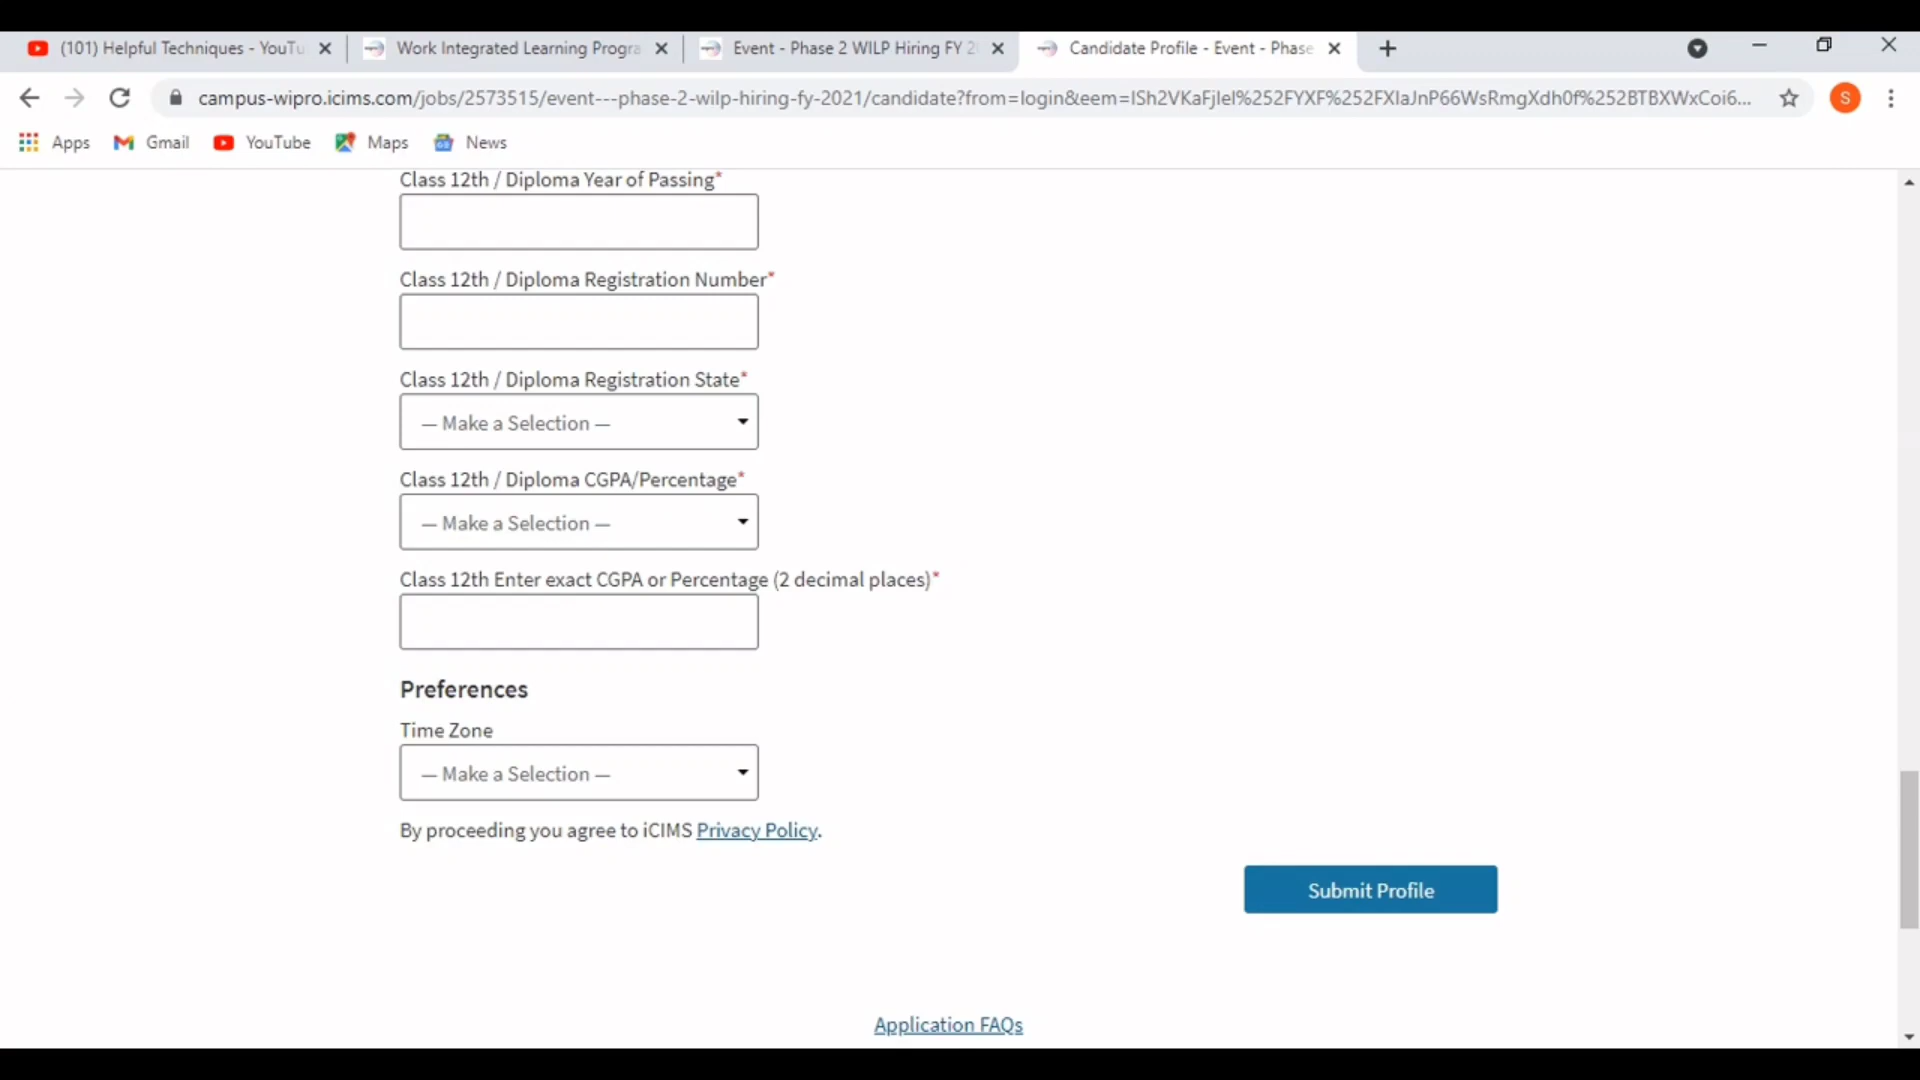 (101) Helpful Techniques - YouTu
Work Integrated Learning Progra
Event - Phase 2 WILP Hiring FY 2
Candidate Profile - Event - Phase
campus-wipro.icims.com/jobs/2573515/event---phase-2-wilp-hiring-fy-2021/candidate?from=login&eem=ISh2VKaFjIeI%252FYXF%252FXIaJnP66WsRmgXdh0f%252BTBXWxCoi6...
S
Apps
Gmail
YouTube
Maps
News
Class 12th / Diploma Year of Passing*
Class 12th / Diploma Registration Number*
Class 12th / Diploma Registration State*
— Make a Selection —
Class 12th / Diploma CGPA/Percentage*
— Make a Selection —
Class 12th Enter exact CGPA or Percentage (2 decimal places)*
Preferences
Time Zone
— Make a Selection —
By proceeding you agree to iCIMS Privacy Policy.
Submit Profile
Application FAQs